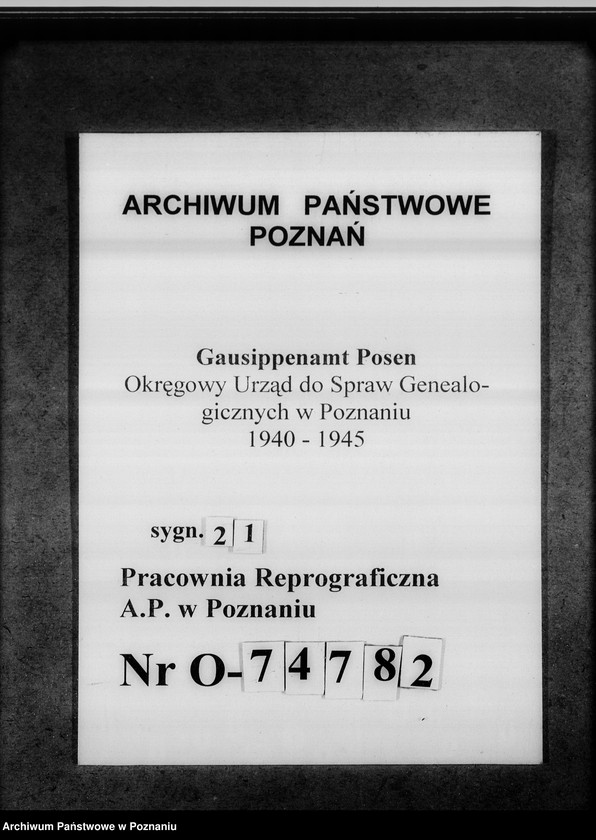 ARCHIWUM PAŃSTWOWE
POZNAŃ
Gausippenamt Posen
Okręgowy Urząd do Spraw Genealo-
gicznych w Poznaniu
1940 - 1945
sygn. 21
Pracownia Reprograficzna
A.P. w Poznaniu
Nr O-74782
Archiwum Państwowe w Poznaniu